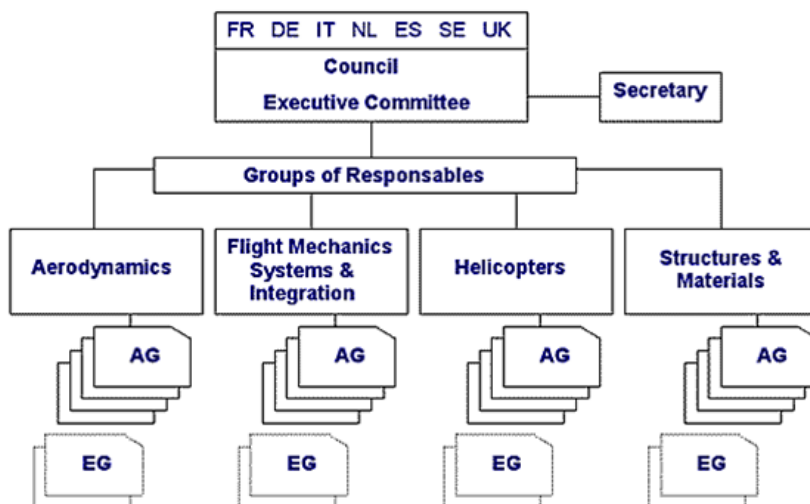 FR DE IT NL ES SE UK
Council
Executive Committee
Secretary
Groups of Responsables
Aerodynamics
Flight Mechanics
Systems &
Integration
Helicopters
Structures &
Materials
AG
AG
AG
AG
EG
EG
EG
EG